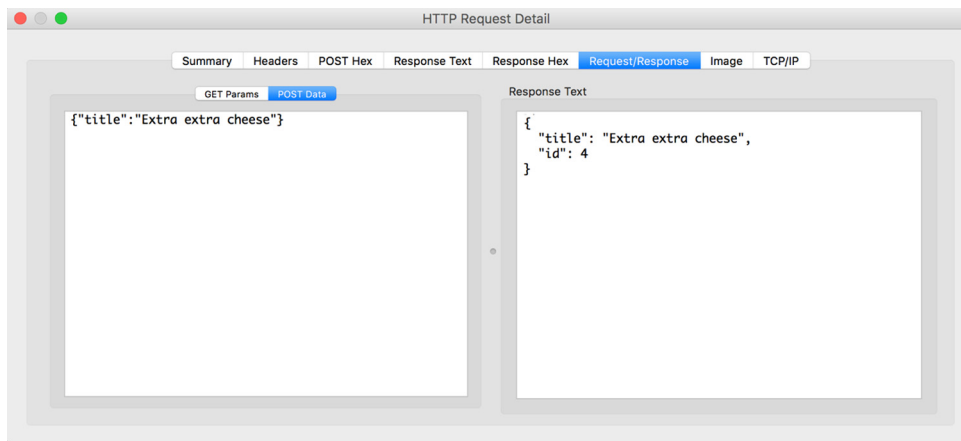 HTTP Request Detail
Summary Headers POST Hex Response Text Response Hex Request/Response Image TCP/IP
GET Params POST Data
{"title":"Extra extra cheese"}
Response Text
{
  "title": "Extra extra cheese",
  "id": 4
}